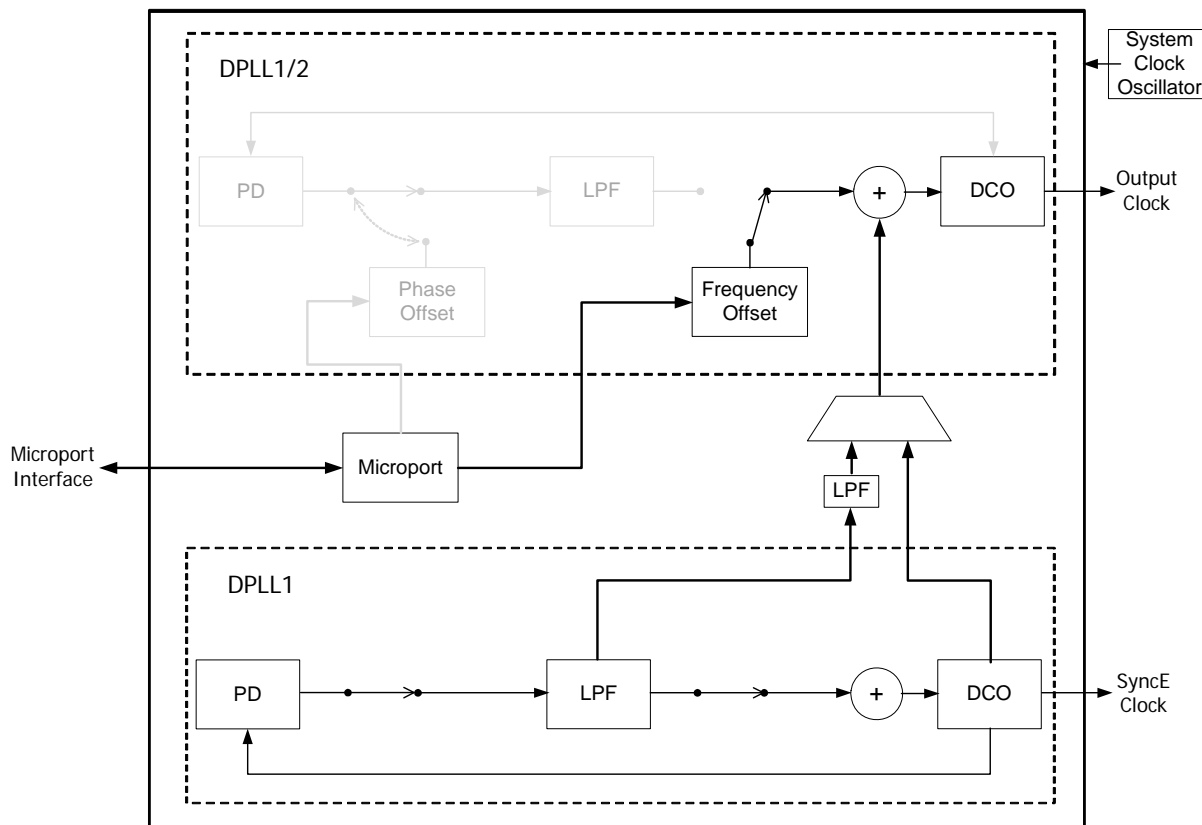 System
Clock
Oscillator
DPLL1/2
PD
LPF
+
DCO
Output
Clock
Phase
Offset
Frequency
Offset
Microport
Interface
Microport
LPF
DPLL1
PD
LPF
+
DCO
SyncE
Clock